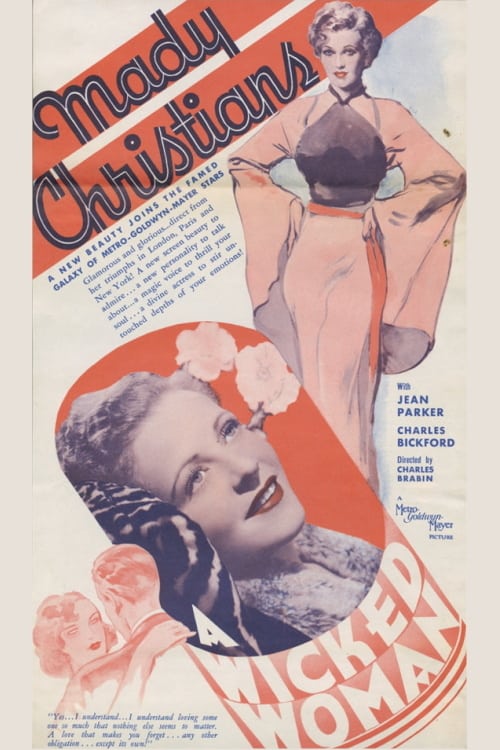 Mady
Christians
A NEW BEAUTY JOINS THE FAMED
GALAXY OF METRO-GOLDWYN-MAYER STARS
Glamorous and glorious...direct from
her triumphs in London, Paris and
New York! A new screen beauty to
admire...a new personality to talk
about...a magic voice to thrill your
soul...a divine actress to stir un-
touched depths of your emotions!
With
JEAN
PARKER
CHARLES
BICKFORD
Directed by
CHARLES
BRABIN
A
Metro-
Goldwyn-
Mayer
PICTURE
A
WICKED
WOMAN
"Yes...I understand...I understand loving some
one so much that nothing else seems to matter.
A love that makes you forget...any other
obligation...except its own!"